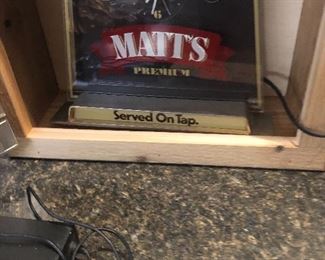 6
MATT'S
PREMIUM
Served On Tap.